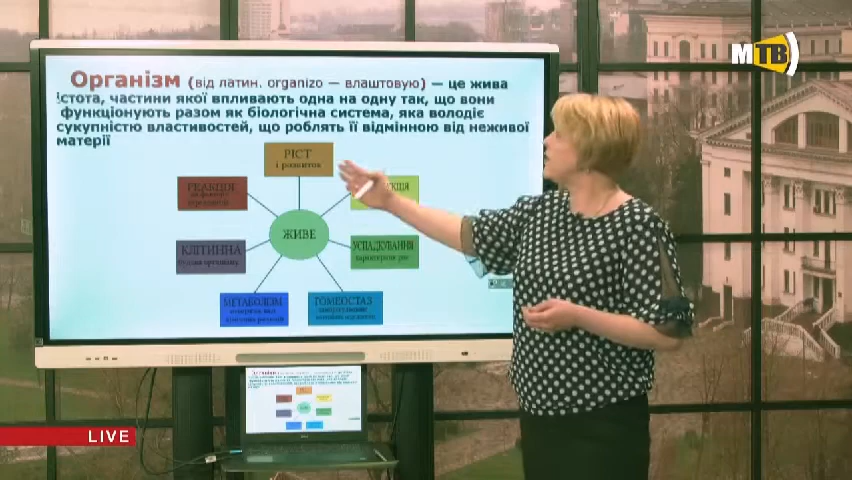 МТВ
Організм (від латин. organizo — влаштовую) — це жива
істота, частини якої впливають одна на одну так, що вони
функціонують разом як біологічна система, яка володіє
сукупністю властивостей, що роблять її відмінною від неживої
матерії
РІСТ
і розвиток
РЕАКЦІЯ
КЛІТИННА
ЖИВЕ
УСПАДКУВАННЯ
МЕТАБОЛІЗМ
ГОМЕОСТАЗ
LIVE